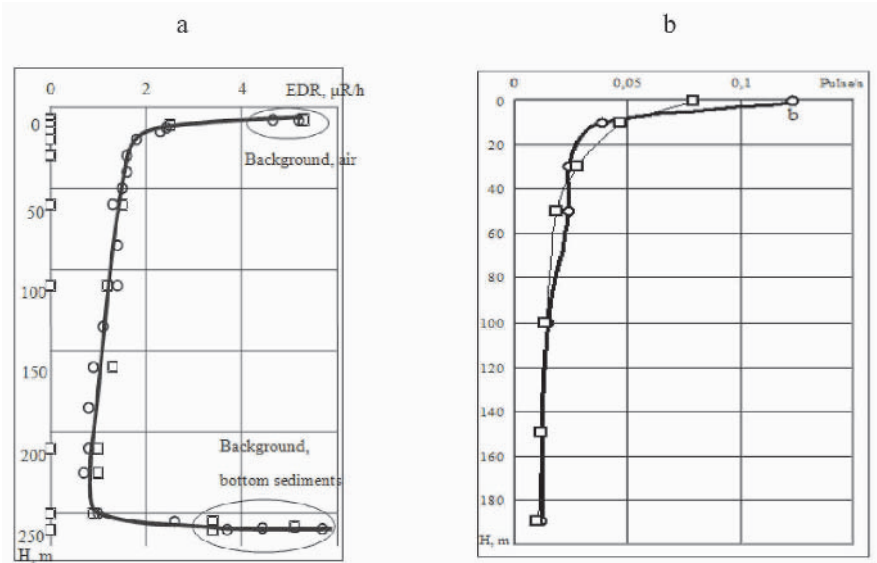 a
b
0 2 4 EDR, μR/h
0
50
100
150
200
250
H, m
Background, air
Background,
bottom sediments
0 0,05 0,1 Pulse/s
0
20
40
60
80
100
120
140
160
180
H, m
b